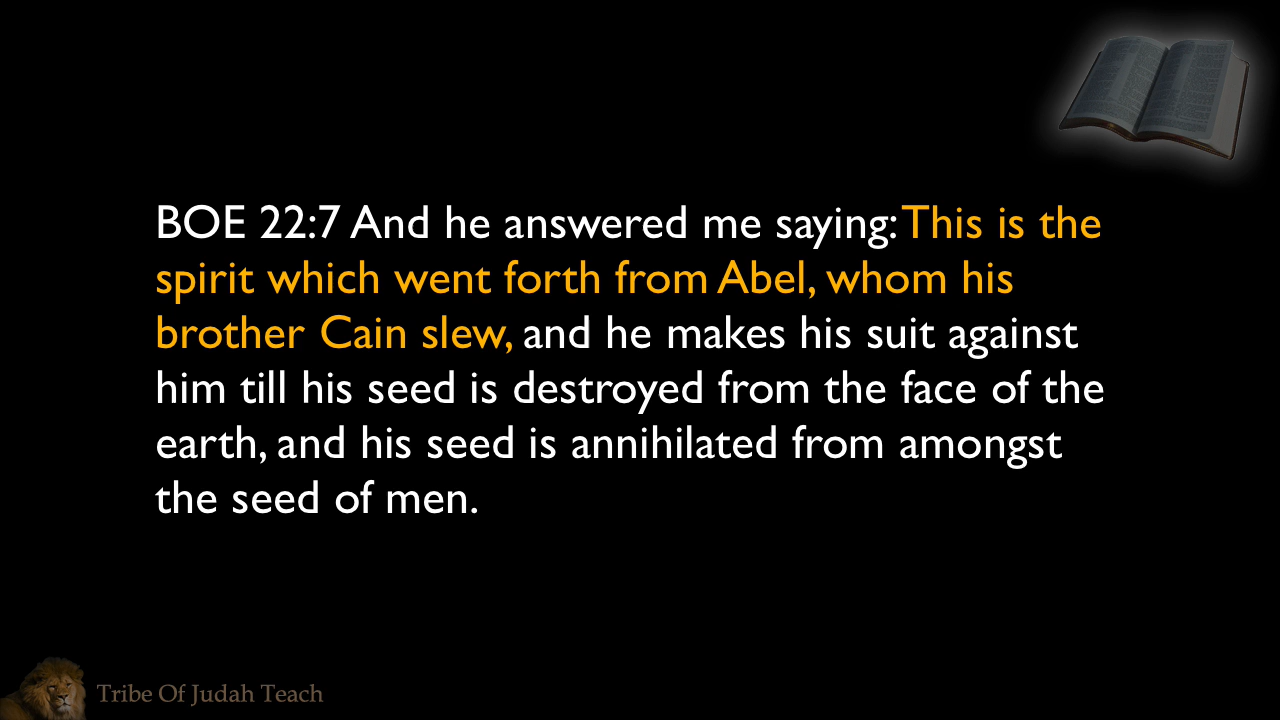 BOE 22:7 And he answered me saying: This is the
spirit which went forth from Abel, whom his
brother Cain slew, and he makes his suit against
him till his seed is destroyed from the face of the
earth, and his seed is annihilated from amongst
the seed of men.
Tribe Of Judah Teach